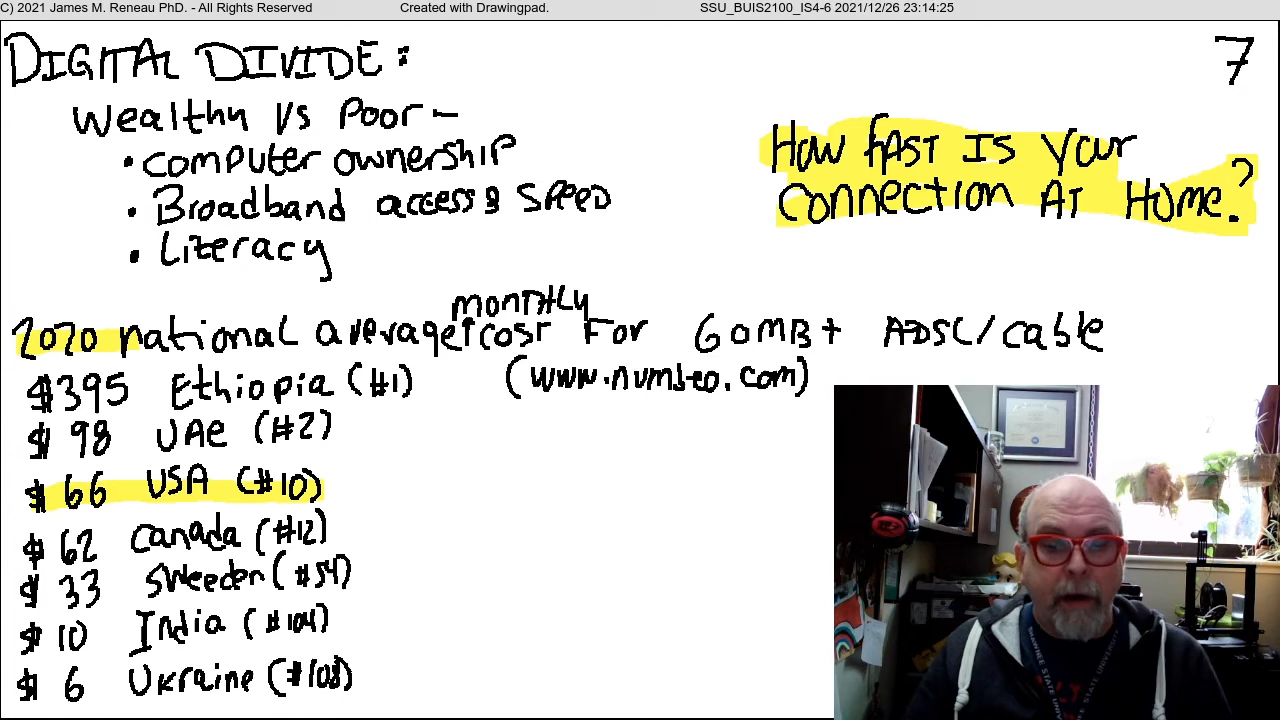 C) 2021 James M. Reneau PhD. - All Rights Reserved Created with Drawingpad. SSU_BUIS2100_IS4-6 2021/12/26 23:14:25
DIGITAL DIVIDE: 7
Wealthy VS Poor -
• COMPUTER OWNERSHIP
• Broadband access & SPEED
• Literacy
HOW FAST IS YOUR
CONNECTION AT HOME?
MONTHLY
2020 national average cost For 60MB+ ADSL/cable
$395 Ethiopia (#1) (www.numbeo.com)
$ 98 UAE (#2)
$ 66 USA (#10)
$ 62 Canada (#12)
$ 33 Sweeden (#54)
$ 10 India (#104)
$ 6 Ukraine (#108)
SHAWNEE STATE UNIVERSITY